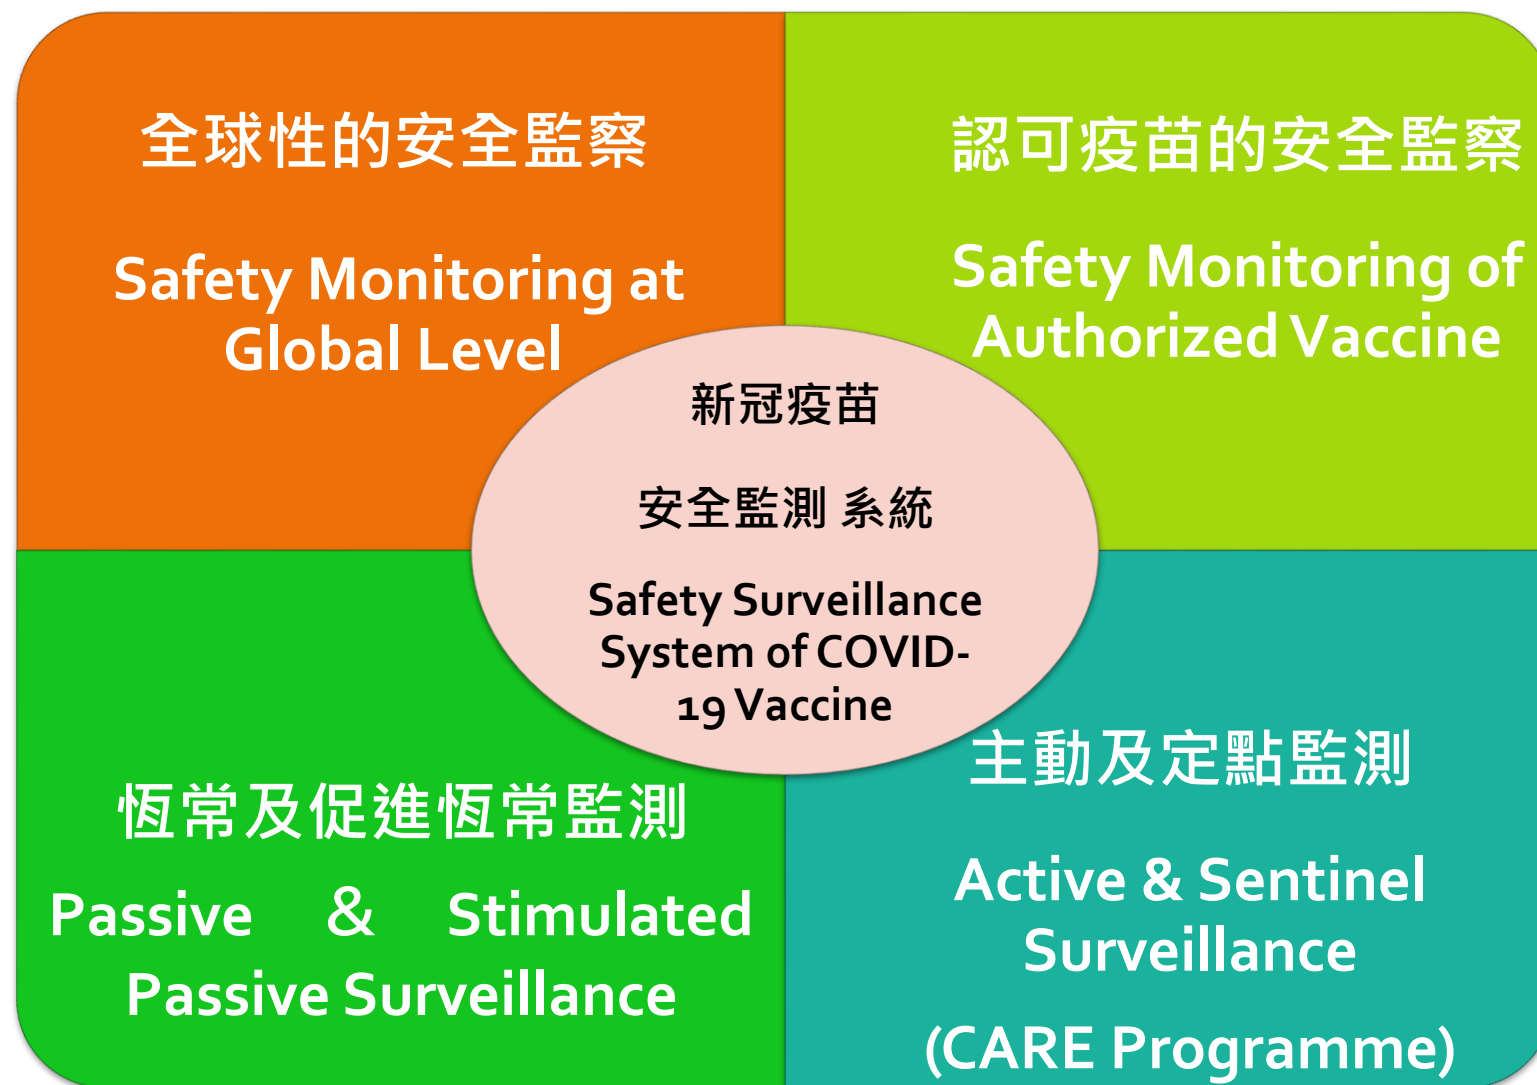 全球性的安全監察
Safety Monitoring at
Global Level
認可疫苗的安全監察
Safety Monitoring of
Authorized Vaccine
新冠疫苗
安全監測 系統
Safety Surveillance
System of COVID-
19 Vaccine
恆常及促進恆常監測
Passive & Stimulated
Passive Surveillance
主動及定點監測
Active & Sentinel
Surveillance
(CARE Programme)